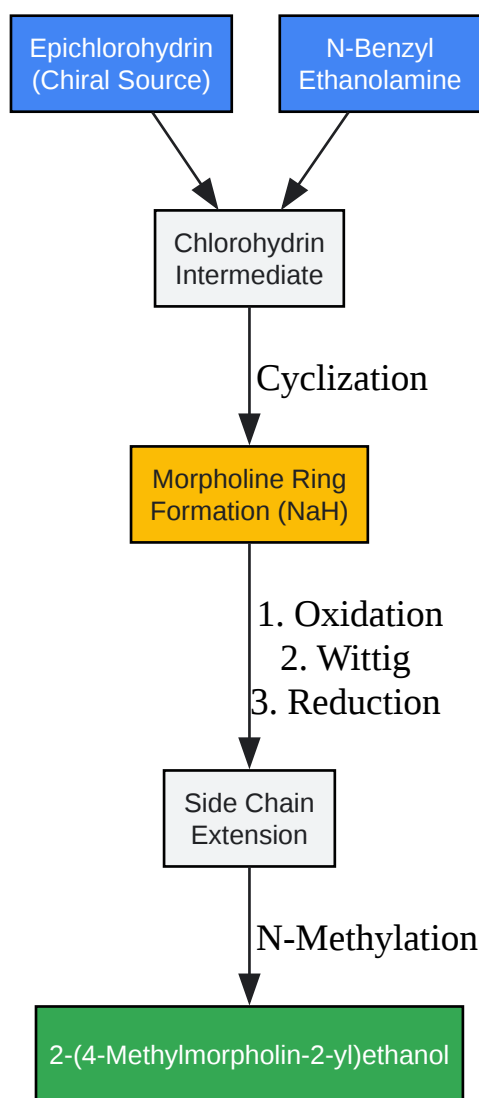 Epichlorohydrin
(Chiral Source)
N-Benzyl
Ethanolamine
Chlorohydrin
Intermediate
Cyclization
Morpholine Ring
Formation (NaH)
1. Oxidation
2. Wittig
3. Reduction
Side Chain
Extension
N-Methylation
2-(4-Methylmorpholin-2-yl)ethanol